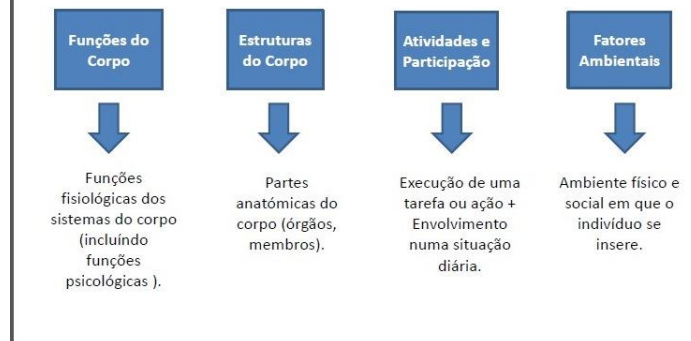 Funções do
Corpo
Estruturas
do Corpo
Atividades e
Participação
Fatores
Ambientais
Funções
fisiológicas dos
sistemas do corpo
(incluíndo
funções
psicológicas ).
Partes
anatómicas do
corpo (órgãos,
membros).
Execução de uma
tarefa ou ação +
Envolvimento
numa situação
diária.
Ambiente físico e
social em que o
indivíduo se
insere.